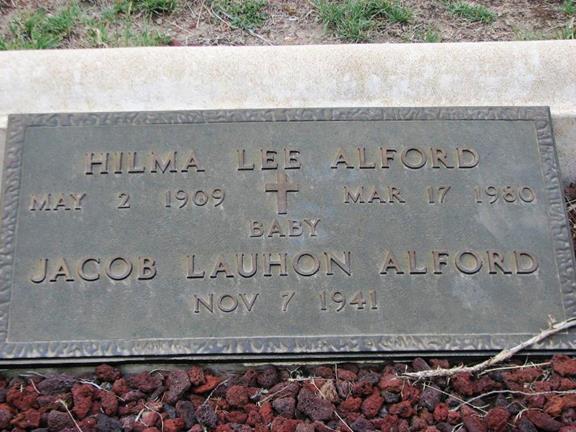 HILMA LEE ALFORD
MAY 2 1909 MAR 17 1980
BABY
JACOB LAUHON ALFORD
NOV 7 1941